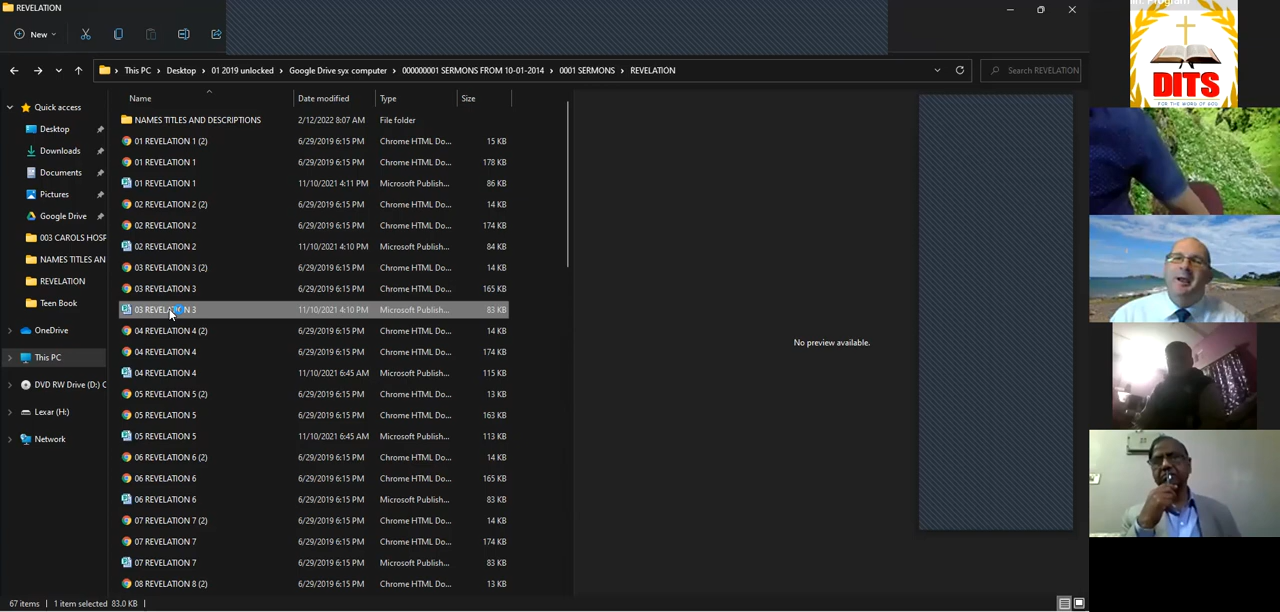 REVELATION
New
This PC > Desktop > 01 2019 unlocked > Google Drive syx computer > 000000001 SERMONS FROM 10-01-2014 > 0001 SERMONS > REVELATION
Search REVELATION
Name Date modified Type Size
Quick access
Desktop
Downloads
Documents
Pictures
Google Drive
003 CAROLS HOSP
NAMES TITLES AN
REVELATION
Teen Book
OneDrive
This PC
DVD RW Drive (D:) C
Lexar (H:)
Network
NAMES TITLES AND DESCRIPTIONS 2/12/2022 8:07 AM File folder
01 REVELATION 1 (2) 6/29/2019 6:15 PM Chrome HTML Do... 15 KB
01 REVELATION 1 6/29/2019 6:15 PM Chrome HTML Do... 178 KB
01 REVELATION 1 11/10/2021 4:11 PM Microsoft Publish... 86 KB
02 REVELATION 2 (2) 6/29/2019 6:15 PM Chrome HTML Do... 14 KB
02 REVELATION 2 6/29/2019 6:15 PM Chrome HTML Do... 174 KB
02 REVELATION 2 11/10/2021 4:10 PM Microsoft Publish... 84 KB
03 REVELATION 3 (2) 6/29/2019 6:15 PM Chrome HTML Do... 14 KB
03 REVELATION 3 6/29/2019 6:15 PM Chrome HTML Do... 165 KB
03 REVELATION 3 11/10/2021 4:10 PM Microsoft Publish... 83 KB
04 REVELATION 4 (2) 6/29/2019 6:15 PM Chrome HTML Do... 14 KB
04 REVELATION 4 6/29/2019 6:15 PM Chrome HTML Do... 174 KB
04 REVELATION 4 11/10/2021 6:45 AM Microsoft Publish... 115 KB
05 REVELATION 5 (2) 6/29/2019 6:15 PM Chrome HTML Do... 13 KB
05 REVELATION 5 6/29/2019 6:15 PM Chrome HTML Do... 163 KB
05 REVELATION 5 11/10/2021 6:45 AM Microsoft Publish... 113 KB
06 REVELATION 6 (2) 6/29/2019 6:15 PM Chrome HTML Do... 14 KB
06 REVELATION 6 6/29/2019 6:15 PM Chrome HTML Do... 165 KB
06 REVELATION 6 6/29/2019 6:15 PM Microsoft Publish... 83 KB
07 REVELATION 7 (2) 6/29/2019 6:15 PM Chrome HTML Do... 14 KB
07 REVELATION 7 6/29/2019 6:15 PM Chrome HTML Do... 174 KB
07 REVELATION 7 6/29/2019 6:15 PM Microsoft Publish... 83 KB
08 REVELATION 8 (2) 6/29/2019 6:15 PM Chrome HTML Do... 13 KB
No preview available.
67 items 1 item selected 83.0 KB
Program
DITS
FOR THE WORD OF GOD